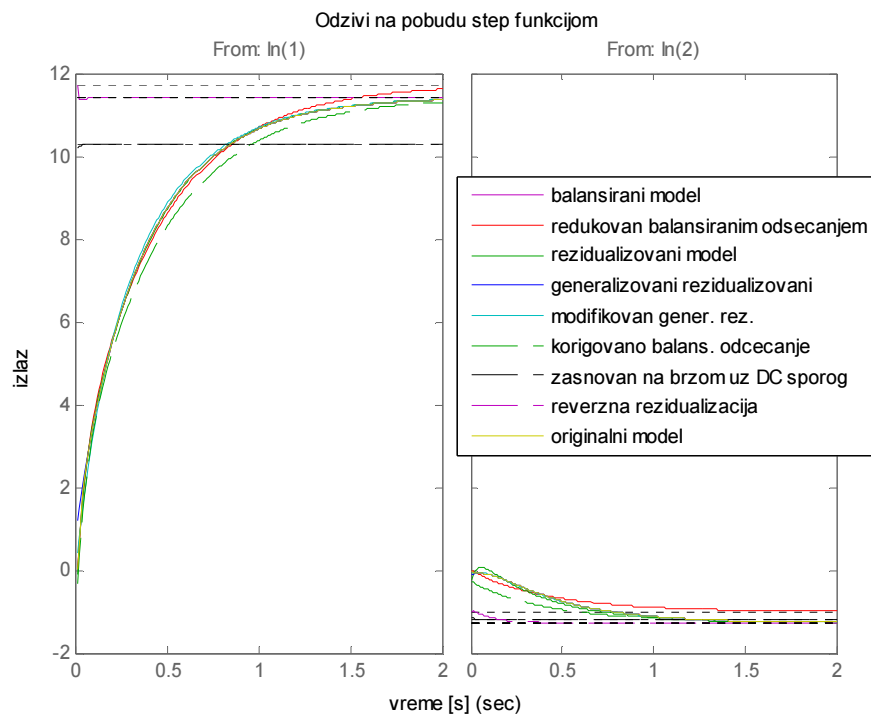 Odzivi na pobudu step funkcijom
From: In(1)
From: In(2)
12
10
8
6
4
2
0
-2
izlaz
0
0.5
1
1.5
2
0
0.5
1
1.5
2
vreme [s] (sec)
balansirani model
redukovan balansiranim odsecanjem
rezidualizovani model
generalizovani rezidualizovani
modifikovan gener. rez.
korigovano balans. odcecanje
zasnovan na brzom uz DC sporog
reverzna rezidualizacija
originalni model